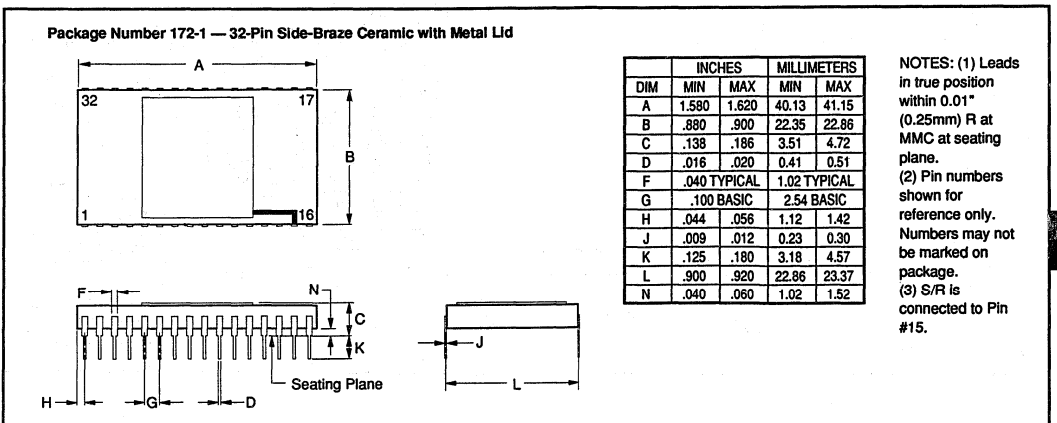 Package Number 172-1 — 32-Pin Side-Braze Ceramic with Metal Lid
A
32 17
B
1 16
F
N
C
K
Seating Plane
H
G
D
J
L
INCHES MILLIMETERS
DIM MIN MAX MIN MAX
A 1.580 1.620 40.13 41.15
B .880 .900 22.35 22.86
C .138 .186 3.51 4.72
D .016 .020 0.41 0.51
F .040 TYPICAL 1.02 TYPICAL
G .100 BASIC 2.54 BASIC
H .044 .056 1.12 1.42
J .009 .012 0.23 0.30
K .125 .180 3.18 4.57
L .900 .920 22.86 23.37
N .040 .060 1.02 1.52
NOTES: (1) Leads
in true position
within 0.01"
(0.25mm) R at
MMC at seating
plane.
(2) Pin numbers
shown for
reference only.
Numbers may not
be marked on
package.
(3) S/R is
connected to Pin
#15.